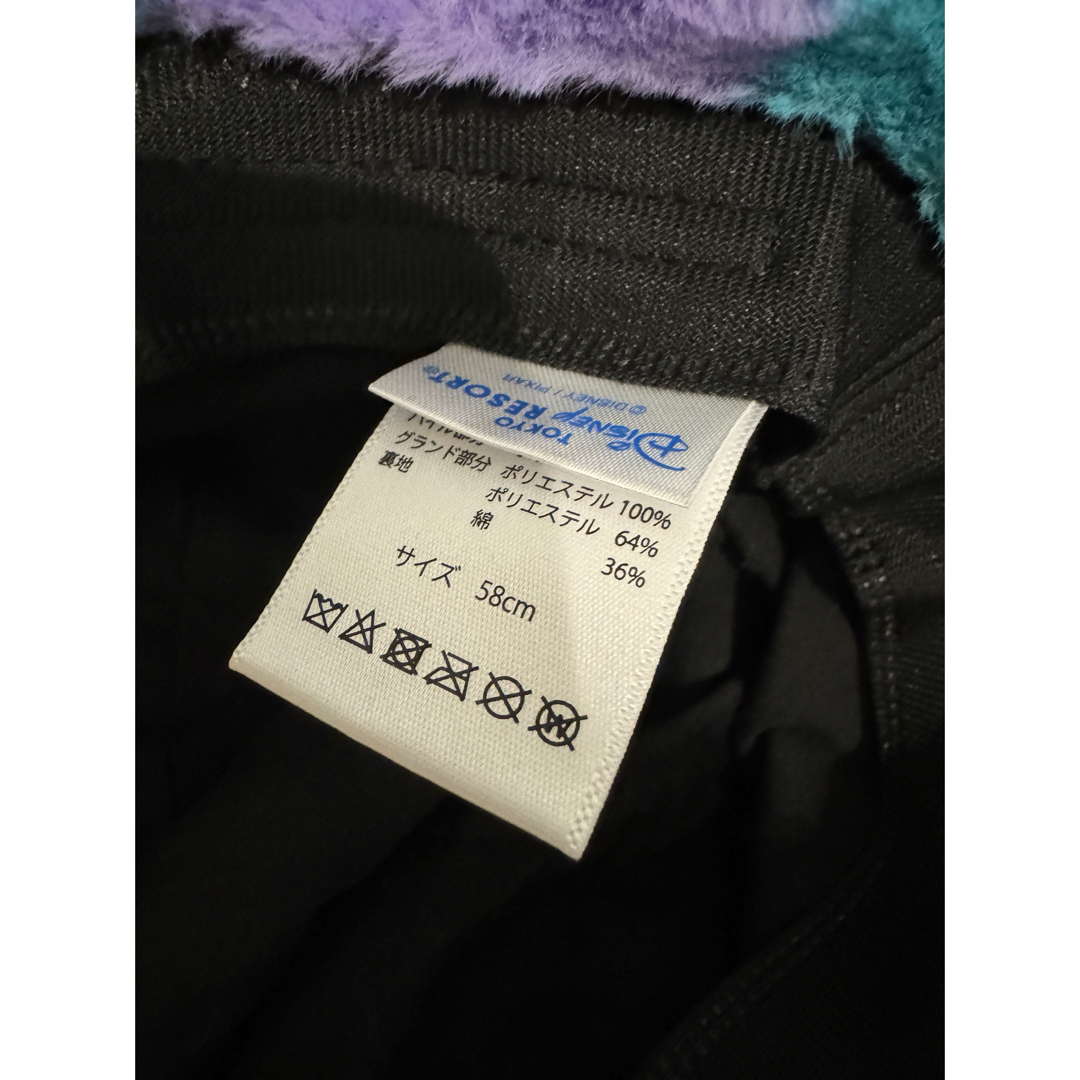 TOKYO
Disney RESORT®
© DISNEY / PIXAR
グランド部分 ポリエステル 100%
裏地 ポリエステル 64%
綿 36%
サイズ 58cm